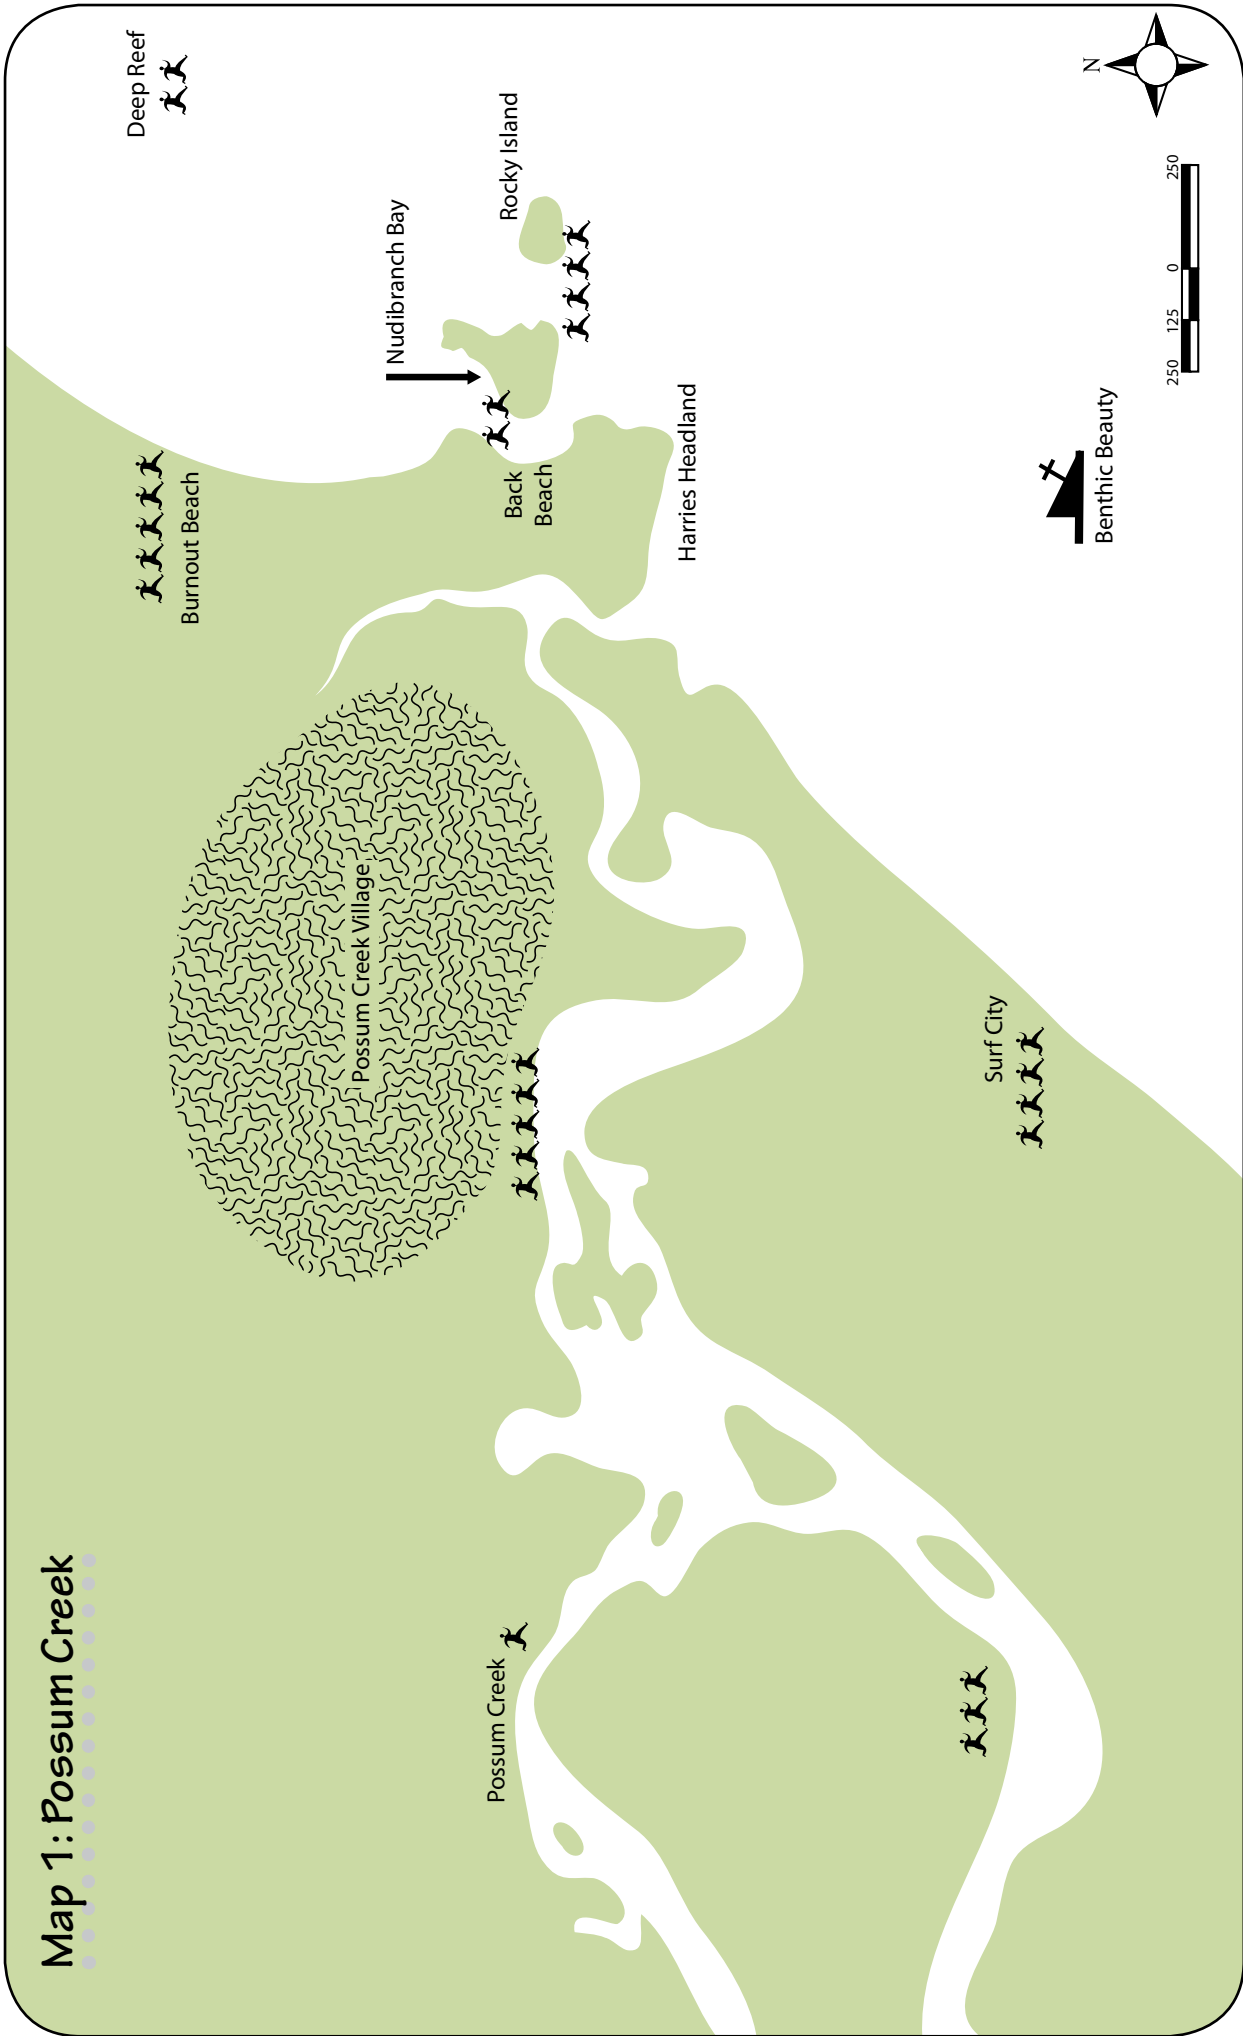 Map 1: Possum Creek
Deep Reef
Burnout Beach
Nudibranch Bay
Rocky Island
Back
Beach
Harries Headland
Possum Creek Village
Possum Creek
Surf City
Benthic Beauty
N
250
125
0
250